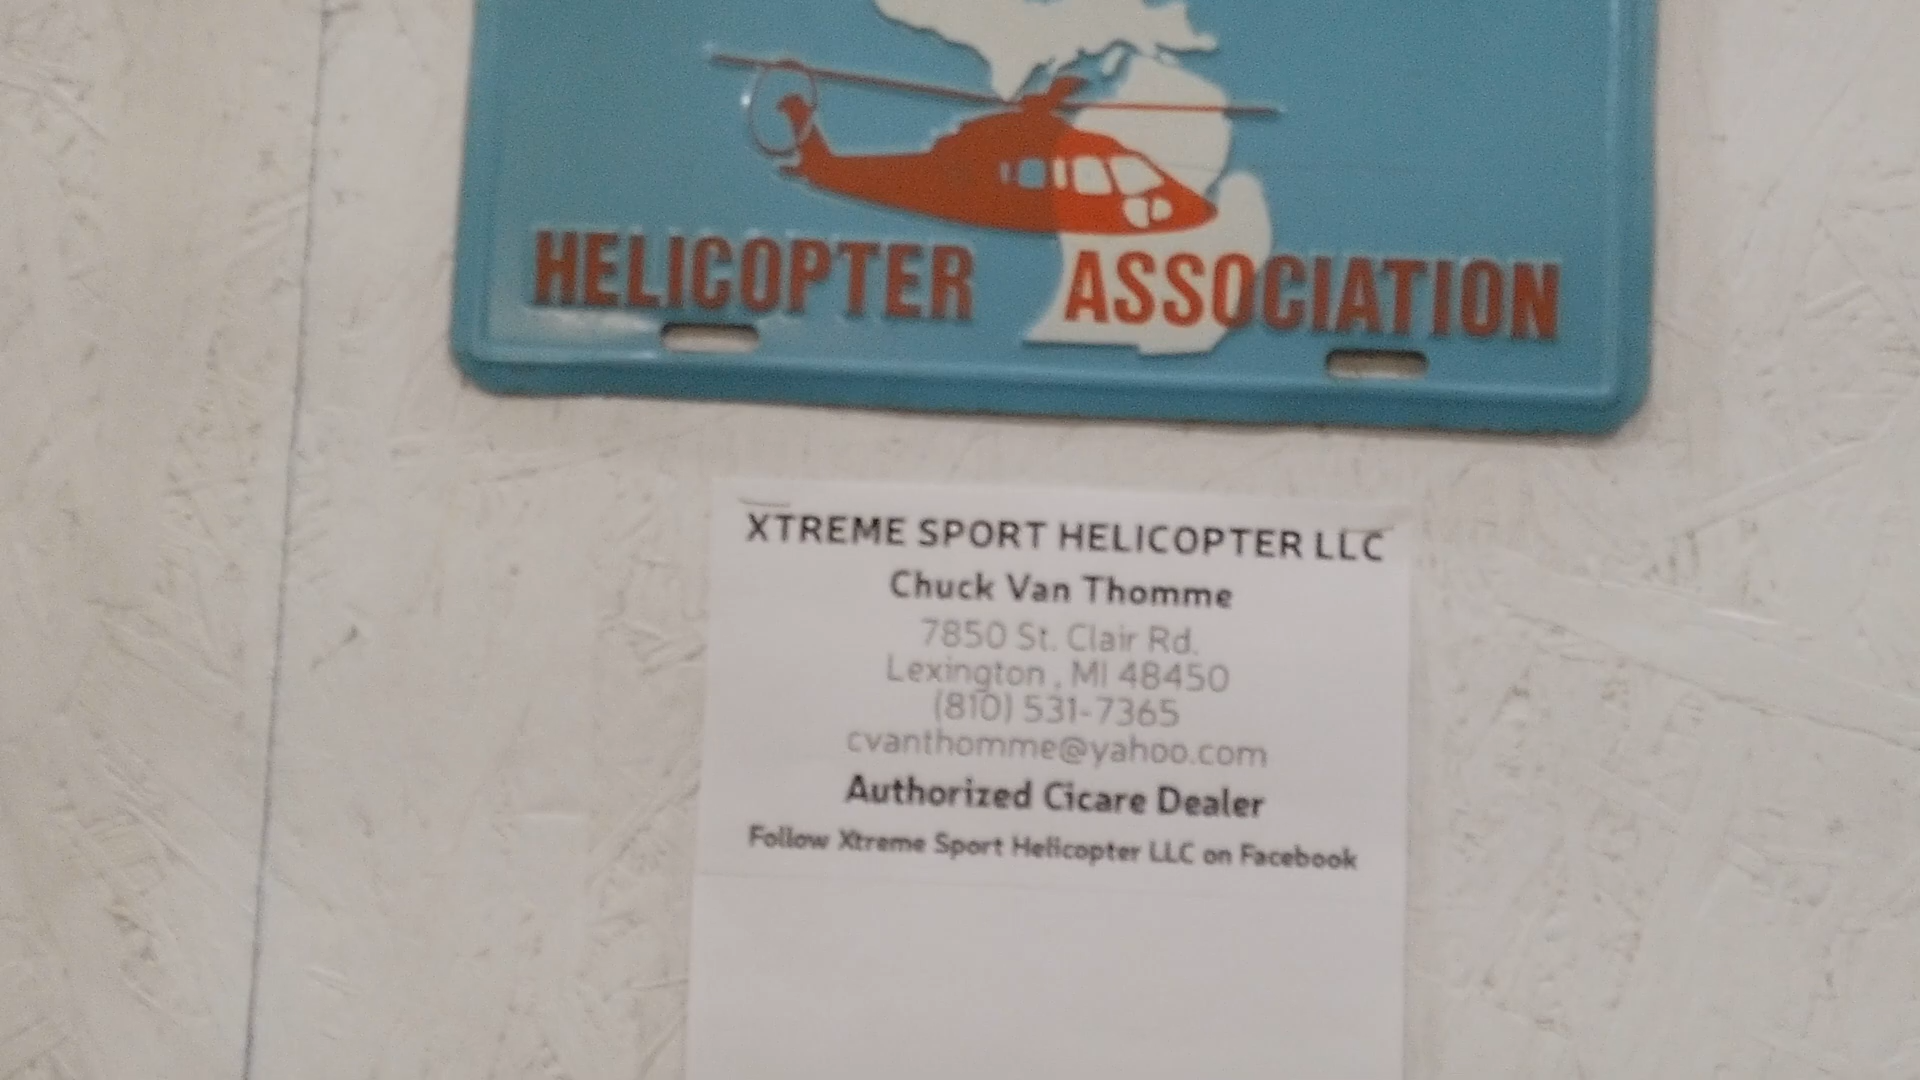 HELICOPTER ASSOCIATION
XTREME SPORT HELICOPTER LLC
Chuck Van Thomme
7850 St. Clair Rd.
Lexington , MI 48450
(810) 531-7365
cvanthomme@yahoo.com
Authorized Cicare Dealer
Follow Xtreme Sport Helicopter LLC on Facebook